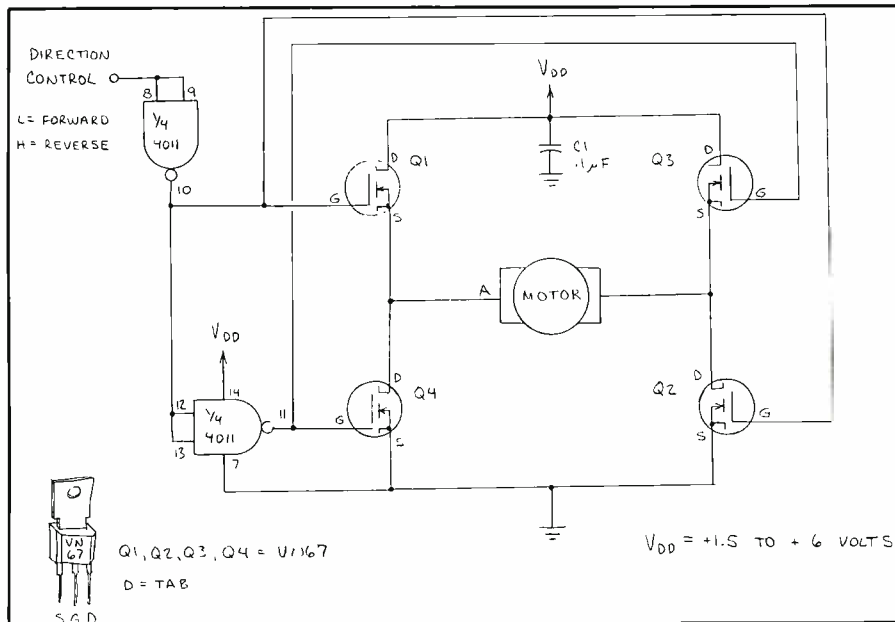 DIRECTION
CONTROL
L = FORWARD
H = REVERSE
8
9
1/4
4011
10
VDD
C1
.1µF
D
Q1
G
S
Q3
D
G
S
A
MOTOR
VDD
14
12
13
1/4
4011
11
7
D
Q4
G
S
Q2
D
G
S
VN
67
S G D
Q1, Q2, Q3, Q4 = VN67
D = TAB
VDD = +1.5 TO + 6 VOLTS